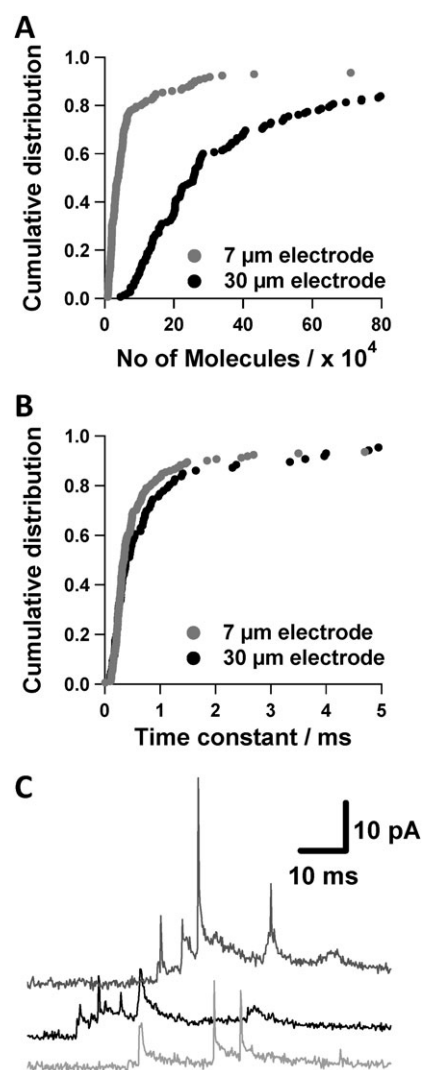 A
Cumulative distribution
1.0
0.8
0.6
0.4
0.2
0.0
7 µm electrode
30 µm electrode
0 20 40 60 80
No of Molecules / x 10⁴
B
Cumulative distribution
1.0
0.8
0.6
0.4
0.2
0.0
7 µm electrode
30 µm electrode
0 1 2 3 4 5
Time constant / ms
C
10 pA
10 ms